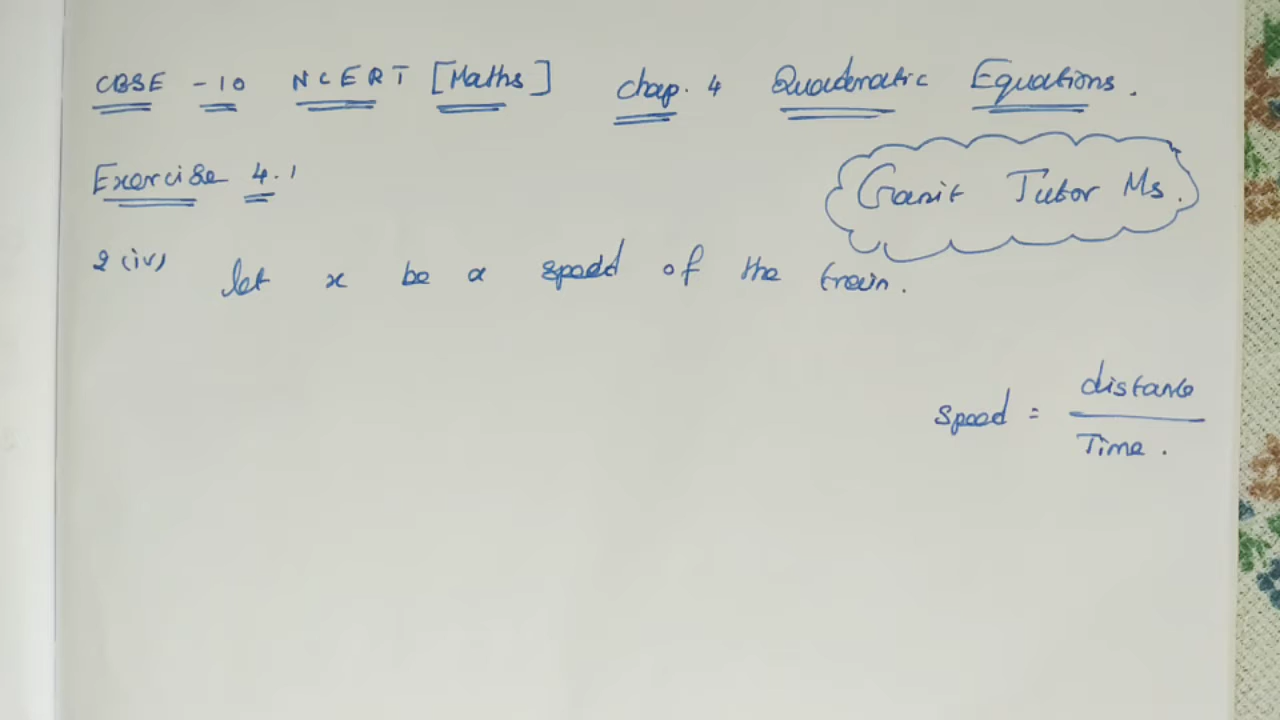 CBSE - 10 NCERT [Maths] Chap. 4 Quadratic Equations.
Exercise 4.1
Ganit Tutor Ms.
2 (iv) let x be a speed of the train.
Speed = distance
Time.